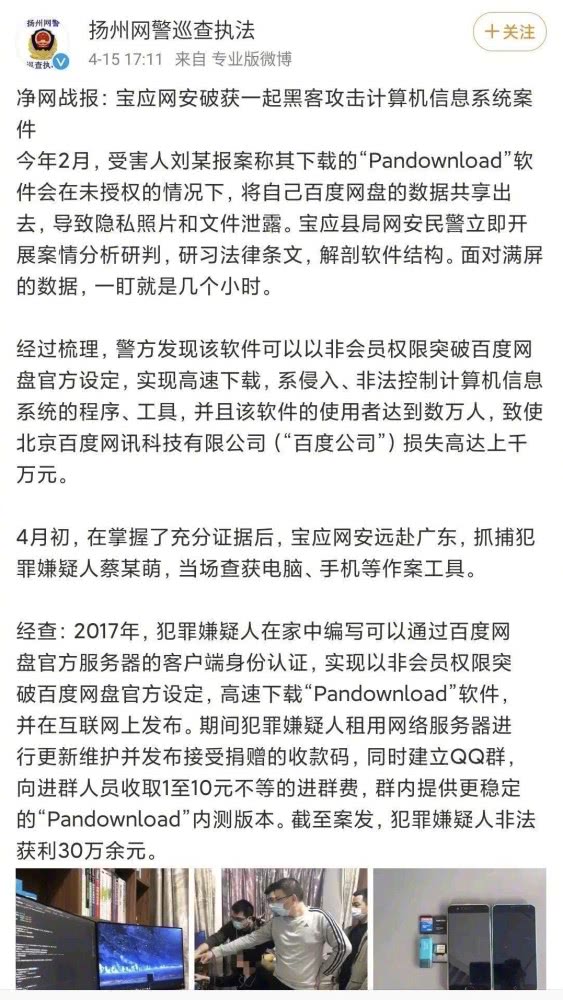 扬州网警
巡查执
扬州网警巡查执法
4-15 17:11 来自 专业版微博
+关注
净网战报：宝应网安破获一起黑客攻击计算机信息系统案
件
今年2月，受害人刘某报案称其下载的“Pandownload”软
件会在未授权的情况下，将自己百度网盘的数据共享出
去，导致隐私照片和文件泄露。宝应县局网安民警立即开
展案情分析研判，研习法律条文，解剖软件结构。面对满屏
的数据，一盯就是几个小时。
经过梳理，警方发现该软件可以以非会员权限突破百度网
盘官方设定，实现高速下载，系侵入、非法控制计算机信息
系统的程序、工具，并且该软件的使用者达到数万人，致使
北京百度网讯科技有限公司（“百度公司”）损失高达上千
万元。
4月初，在掌握了充分证据后，宝应网安远赴广东，抓捕犯
罪嫌疑人蔡某萌，当场查获电脑、手机等作案工具。
经查：2017年，犯罪嫌疑人在家中编写可以通过百度网
盘官方服务器的客户端身份认证，实现以非会员权限突
破百度网盘官方设定，高速下载“Pandownload”软件，
并在互联网上发布。期间犯罪嫌疑人租用网络服务器进
行更新维护并发布接受捐赠的收款码，同时建立QQ群，
向进群人员收取1至10元不等的进群费，群内提供更稳定
的“Pandownload”内测版本。截至案发，犯罪嫌疑人非法
获利30万余元。